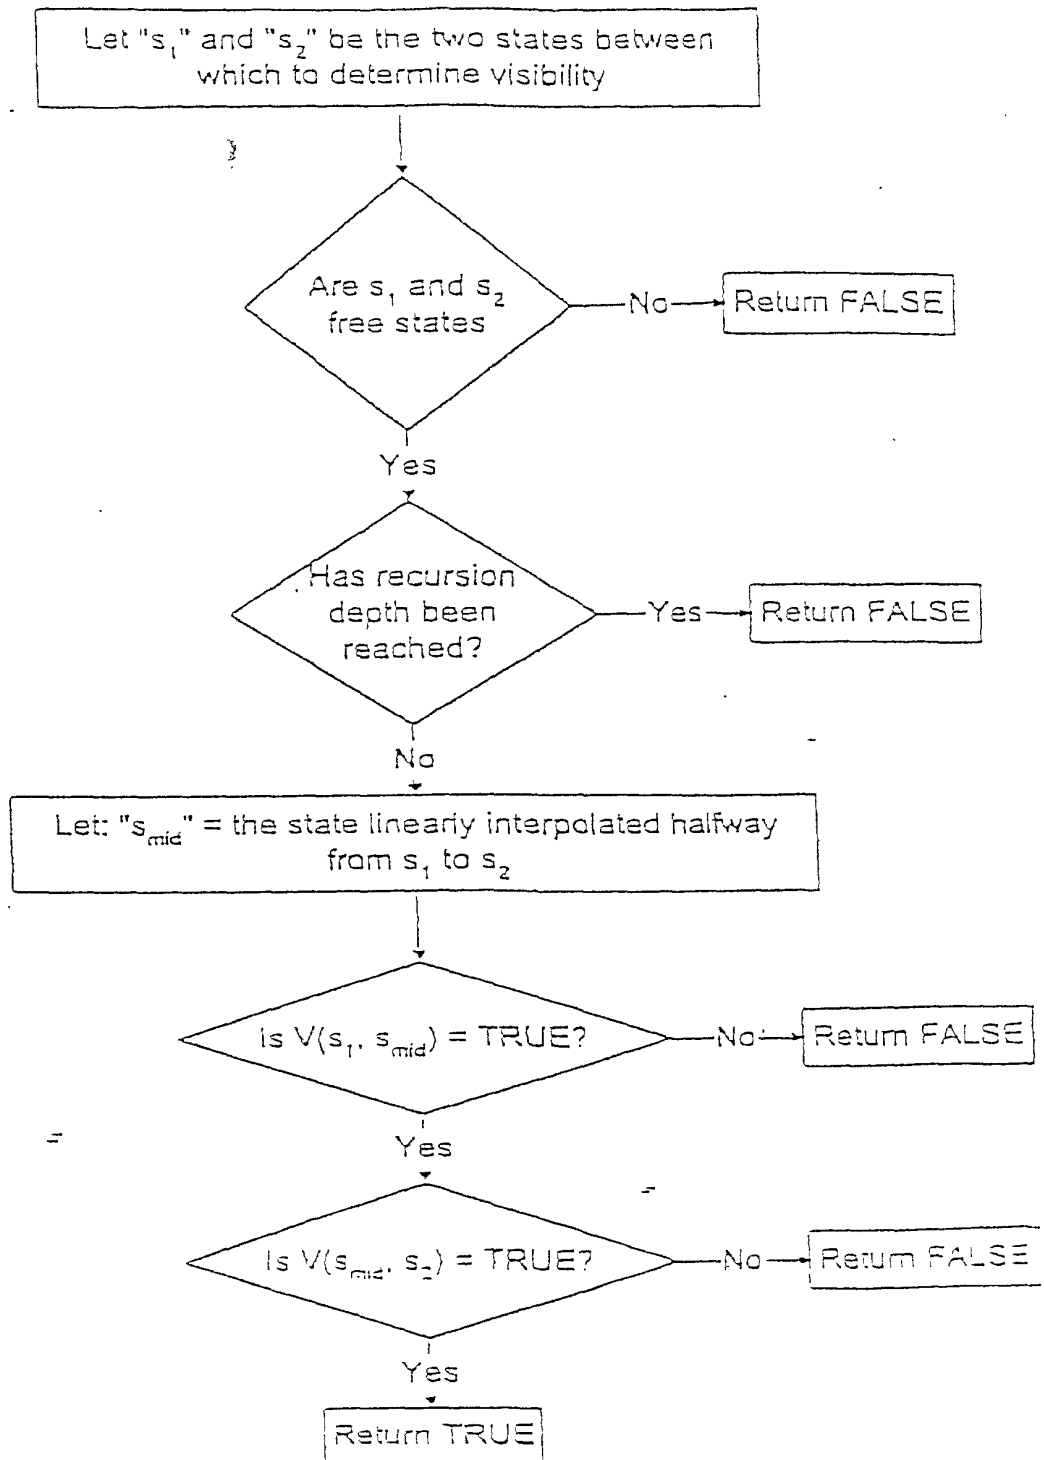 Let "s₁" and "s₂" be the two states between
which to determine visibility
Are s₁ and s₂
free states
No
Return FALSE
Yes
Has recursion
depth been
reached?
Yes
Return FALSE
No
Let: "s_mid" = the state linearly interpolated halfway
from s₁ to s₂
Is V(s₁, s_mid) = TRUE?
No
Return FALSE
Yes
Is V(s_mid, s₂) = TRUE?
No
Return FALSE
Yes
Return TRUE